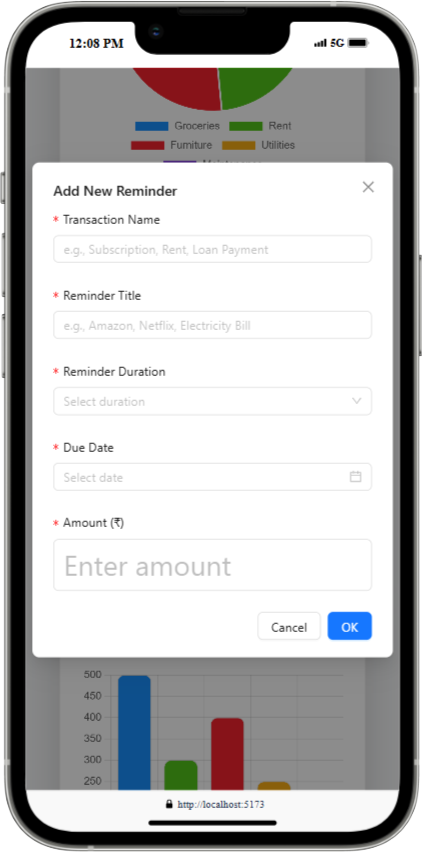 12:08 PM
5G
Groceries Rent
Furniture Utilities
Add New Reminder
* Transaction Name
e.g., Subscription, Rent, Loan Payment
* Reminder Title
e.g., Amazon, Netflix, Electricity Bill
* Reminder Duration
Select duration
* Due Date
Select date
* Amount (₹)
Enter amount
Cancel OK
500
450
400
350
300
250
http://localhost:5173